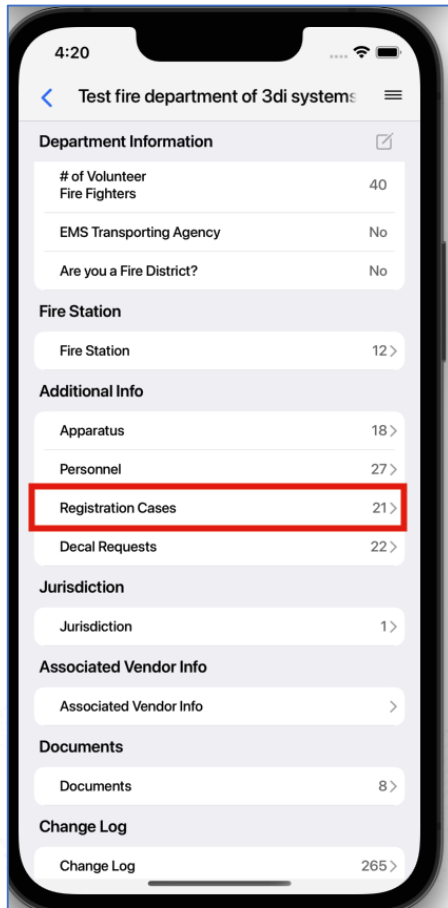 4:20
Test fire department of 3di systems
Department Information
# of Volunteer
Fire Fighters
40
EMS Transporting Agency
No
Are you a Fire District?
No
Fire Station
Fire Station
12
Additional Info
Apparatus
18
Personnel
27
Registration Cases
21
Decal Requests
22
Jurisdiction
Jurisdiction
1
Associated Vendor Info
Associated Vendor Info
Documents
Documents
8
Change Log
Change Log
265